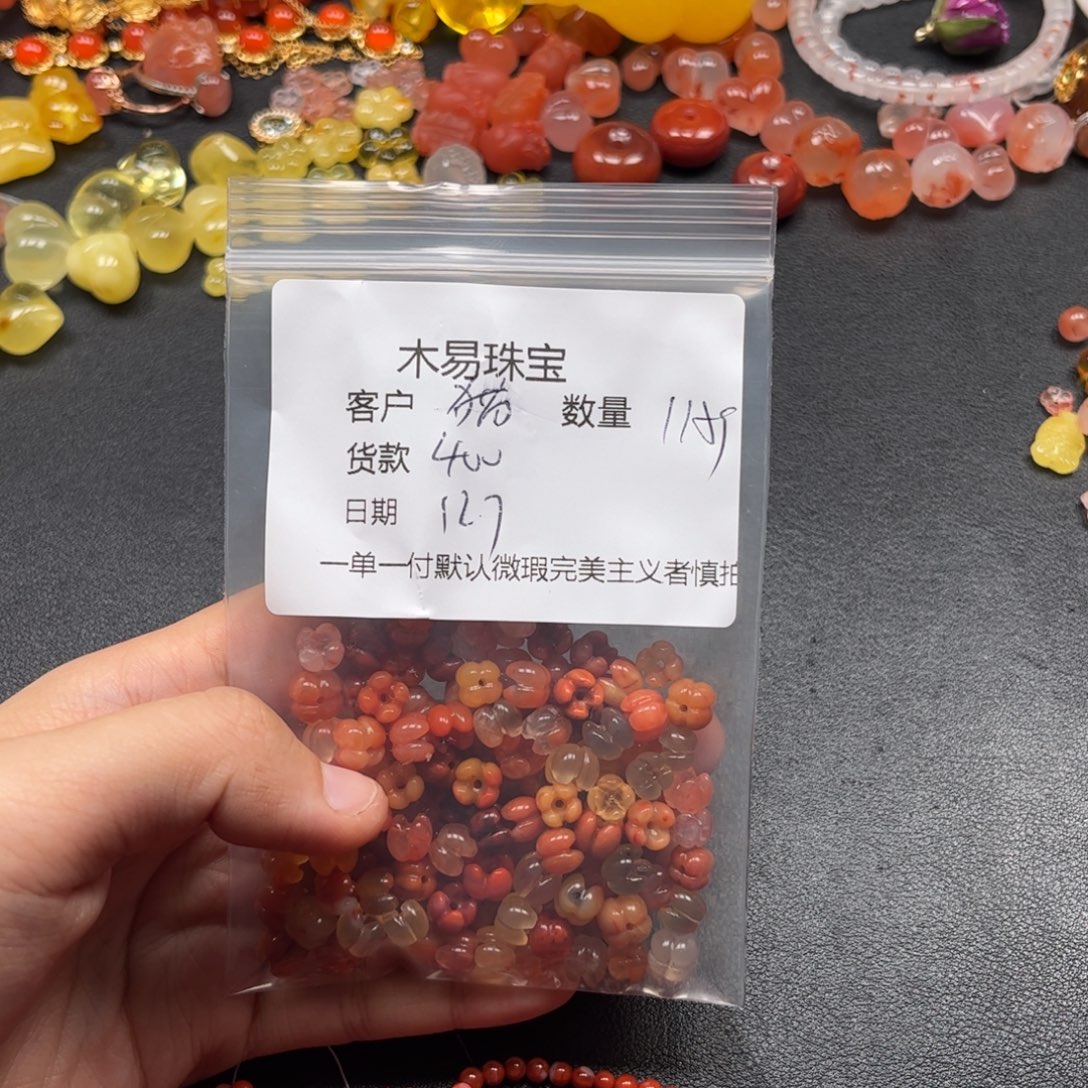 木易珠宝
客户 猪 数量
货款 400
日期 12.7
一单一付默认微瑕完美主义者慎拍